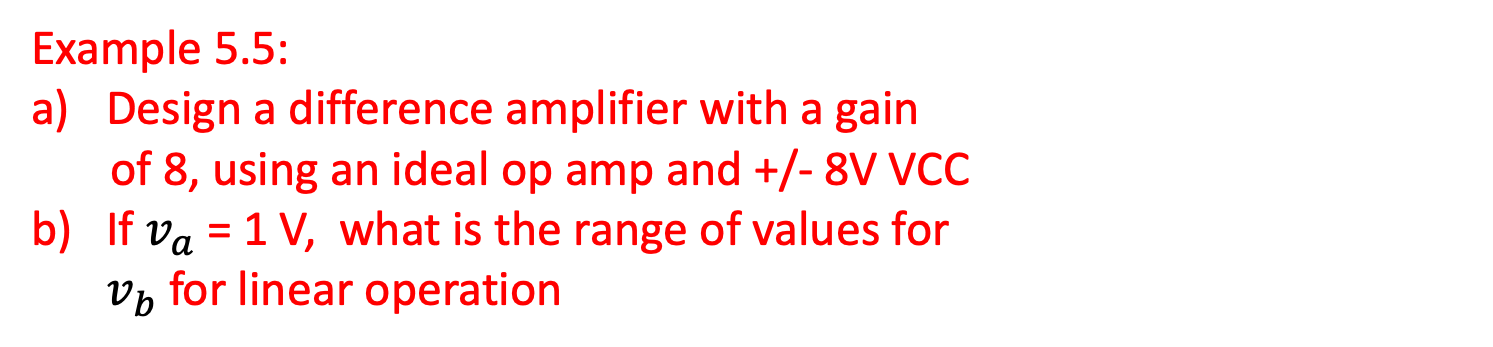 Example 5.5:
a) Design a difference amplifier with a gain
of 8, using an ideal op amp and +/- 8V VCC
b) If vₐ = 1 V, what is the range of values for
v_b for linear operation